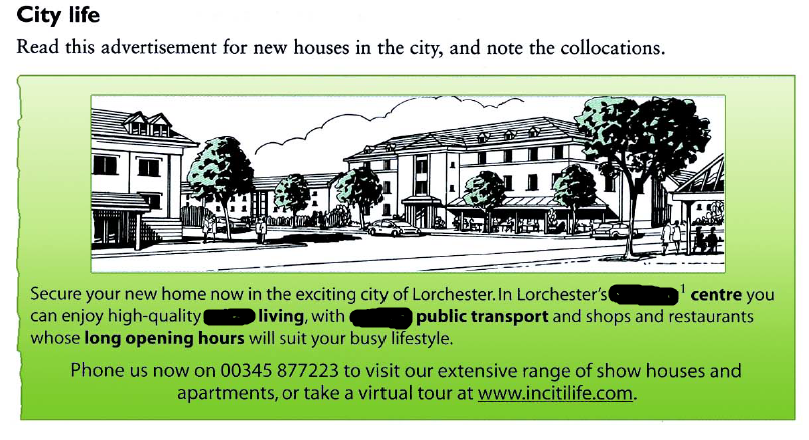 City life
Read this advertisement for new houses in the city, and note the collocations.
Secure your new home now in the exciting city of Lorchester. In Lorchester's 1 centre you
can enjoy high-quality living, with public transport and shops and restaurants
whose long opening hours will suit your busy lifestyle.
Phone us now on 00345 877223 to visit our extensive range of show houses and
apartments, or take a virtual tour at www.incitilife.com.